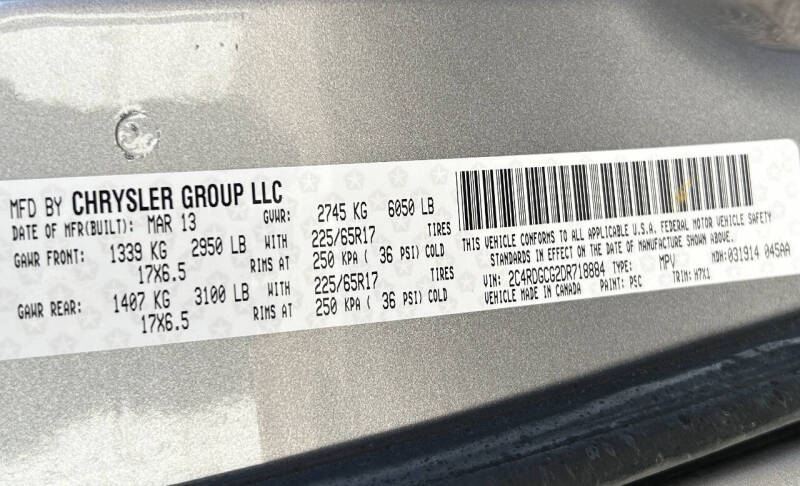 MFD BY CHRYSLER GROUP LLC
DATE OF MFR(BUILT): MAR 13 GVWR: 2745 KG 6050 LB
GAWR FRONT: 1339 KG 2950 LB WITH 225/65R17 TIRES
17X6.5 RIMS AT 250 KPA ( 36 PSI) COLD
GAWR REAR: 1407 KG 3100 LB WITH 225/65R17 TIRES
17X6.5 RIMS AT 250 KPA ( 36 PSI) COLD
THIS VEHICLE CONFORMS TO ALL APPLICABLE U.S.A. FEDERAL MOTOR VEHICLE SAFETY
STANDARDS IN EFFECT ON THE DATE OF MANUFACTURE SHOWN ABOVE.
VIN: 2C4RDGCG2DR718884 TYPE: MPV MDH:031914 045AA
VEHICLE MADE IN CANADA PAINT: PSC TRIM: H7X1